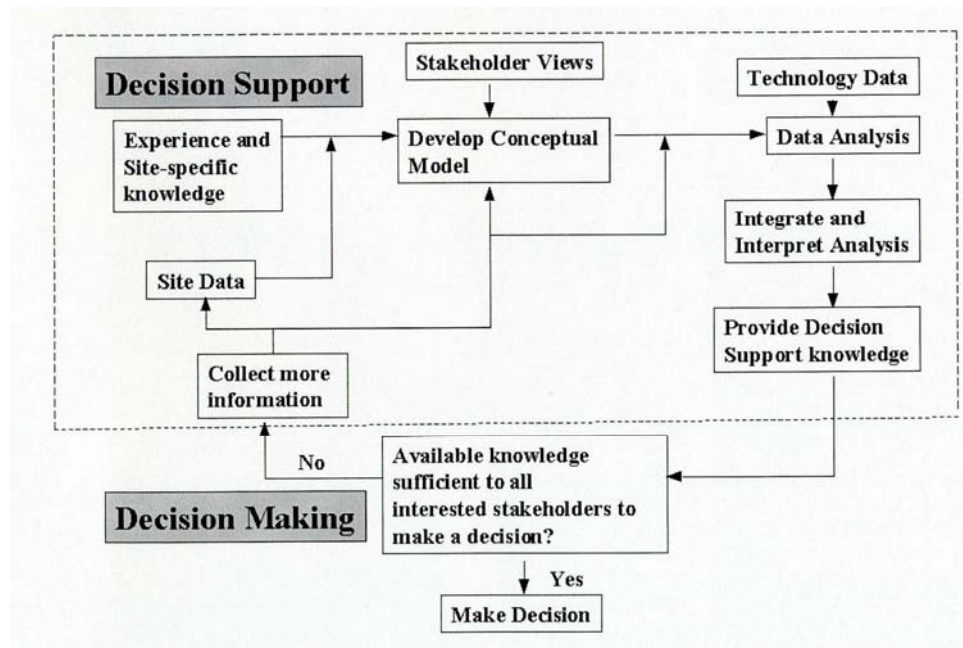 Decision Support
Stakeholder Views
Technology Data
Experience and
Site-specific
knowledge
Develop Conceptual
Model
Data Analysis
Integrate and
Interpret Analysis
Site Data
Provide Decision
Support knowledge
Collect more
information
No
Available knowledge
sufficient to all
interested stakeholders to
make a decision?
Decision Making
Yes
Make Decision